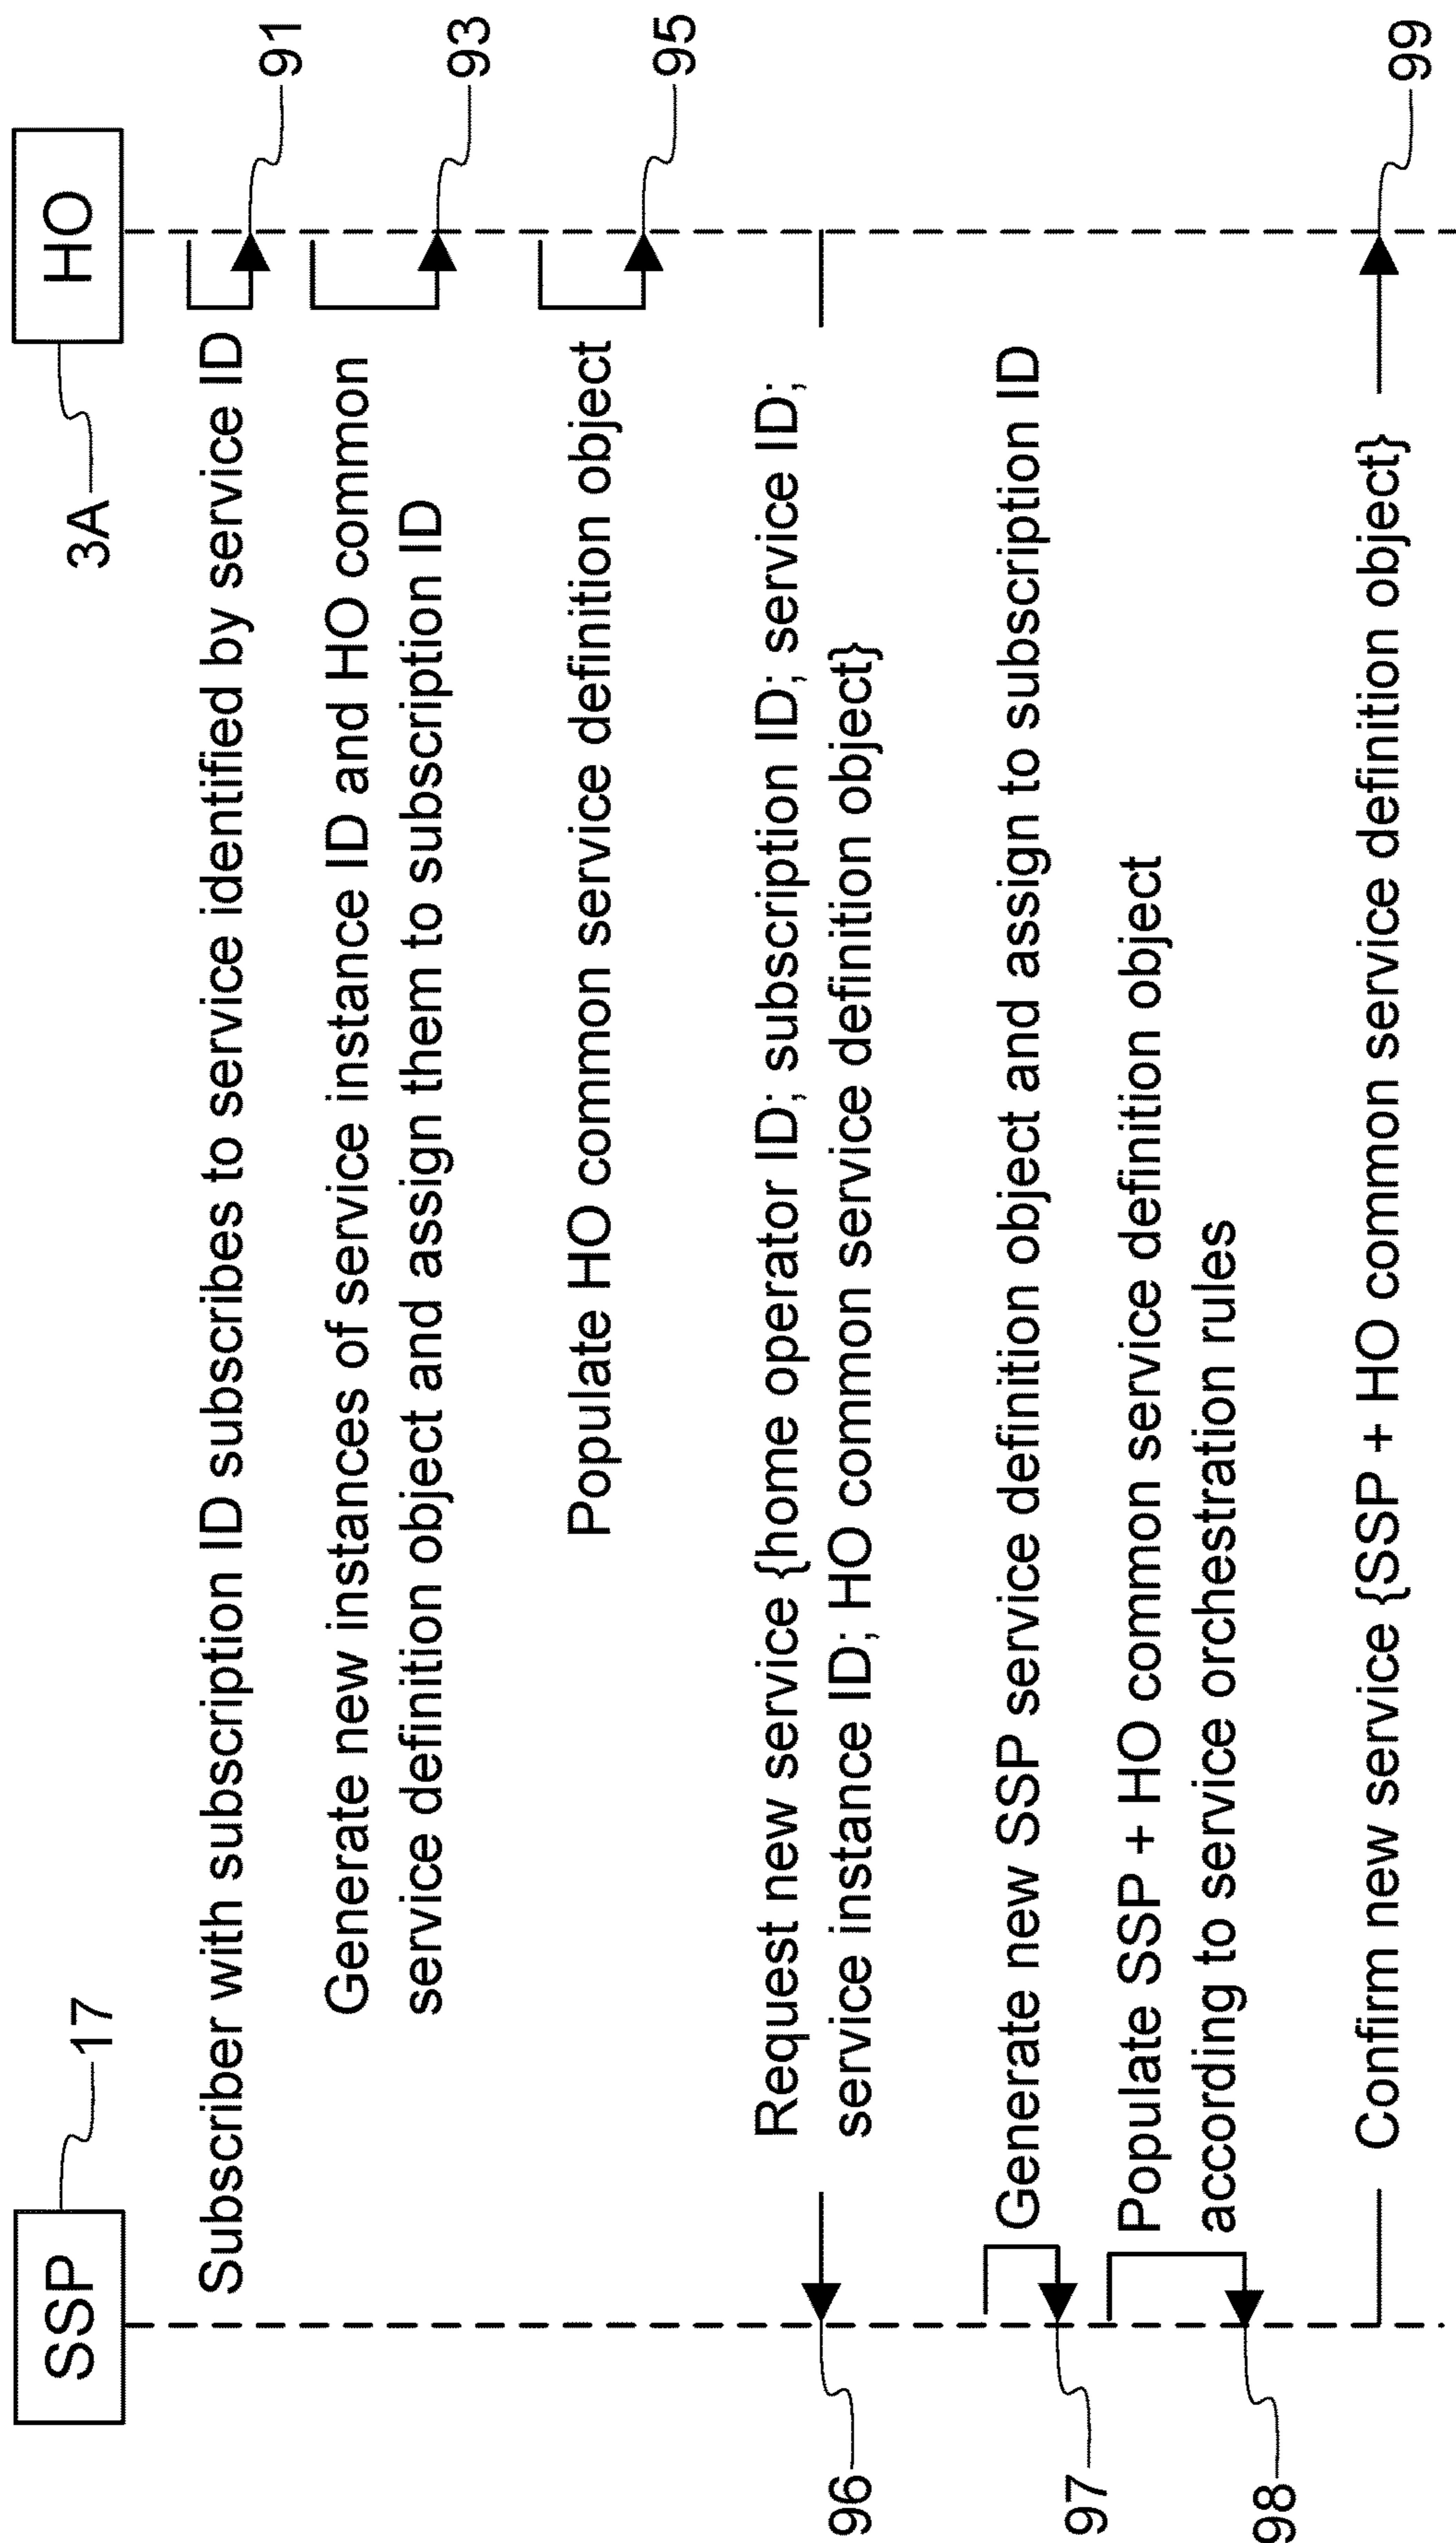 SSP
17
HO
3A
Subscriber with subscription ID subscribes to service identified by service ID
91
Generate new instances of service instance ID and HO common
service definition object and assign them to subscription ID
93
Populate HO common service definition object
95
Request new service {home operator ID; subscription ID; service ID;
service instance ID; HO common service definition object}
96
Generate new SSP service definition object and assign to subscription ID
97
Populate SSP + HO common service definition object
according to service orchestration rules
98
Confirm new service {SSP + HO common service definition object}
99